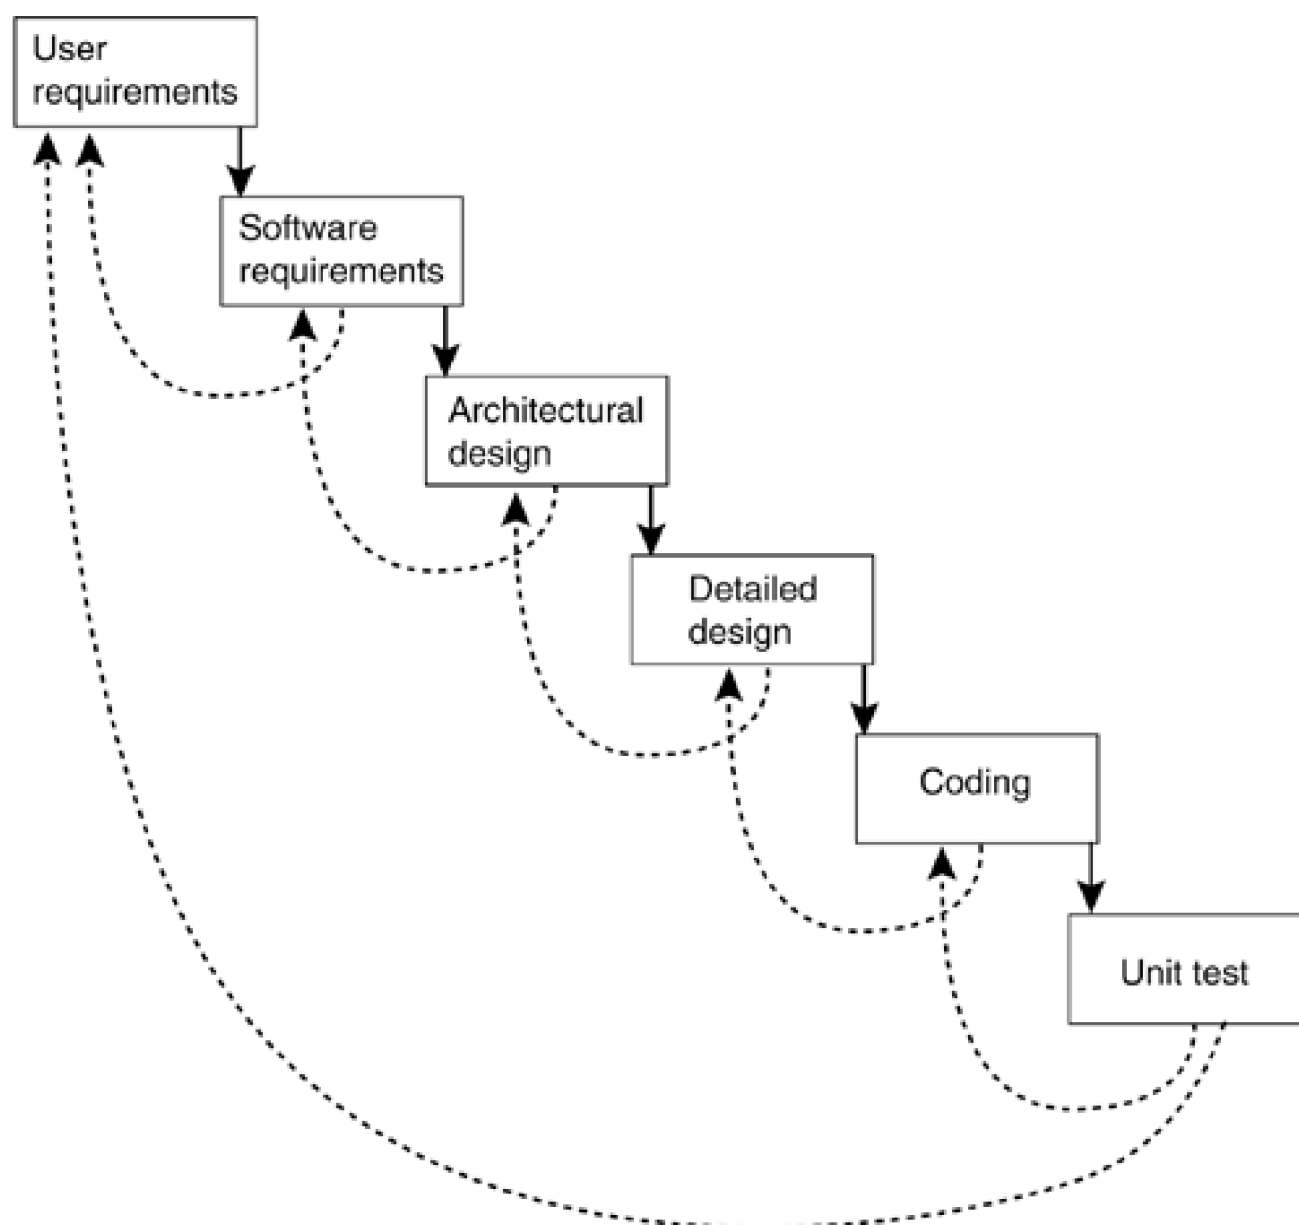 User
requirements
Software
requirements
Architectural
design
Detailed
design
Coding
Unit test